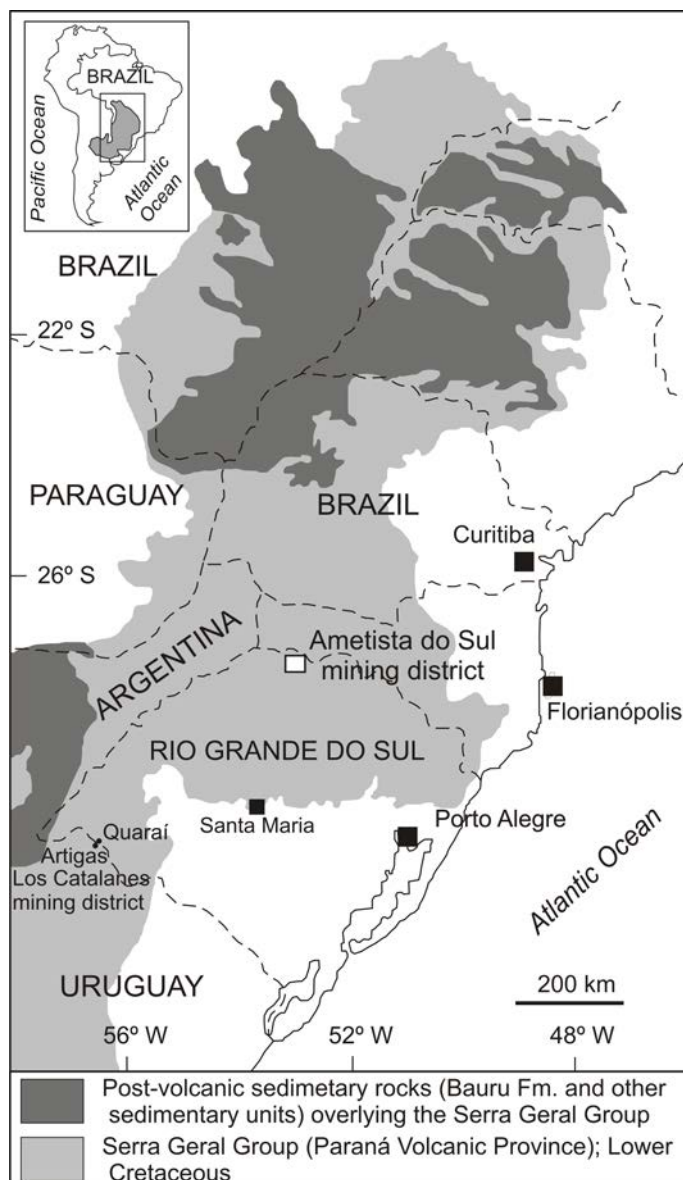 BRAZIL
Pacific Ocean
Atlantic
Ocean
BRAZIL
22º S
PARAGUAY
BRAZIL
Curitiba
26º S
ARGENTINA
Ametista do Sul
mining district
Florianópolis
RIO GRANDE DO SUL
Santa Maria
Porto Alegre
Quaraí
Artigas
Los Catalanes
mining district
Atlantic Ocean
URUGUAY
200 km
56º W
52º W
48º W
Post-volcanic sedimetary rocks (Bauru Fm. and other
sedimentary units) overlying the Serra Geral Group
Serra Geral Group (Paraná Volcanic Province); Lower
Cretaceous